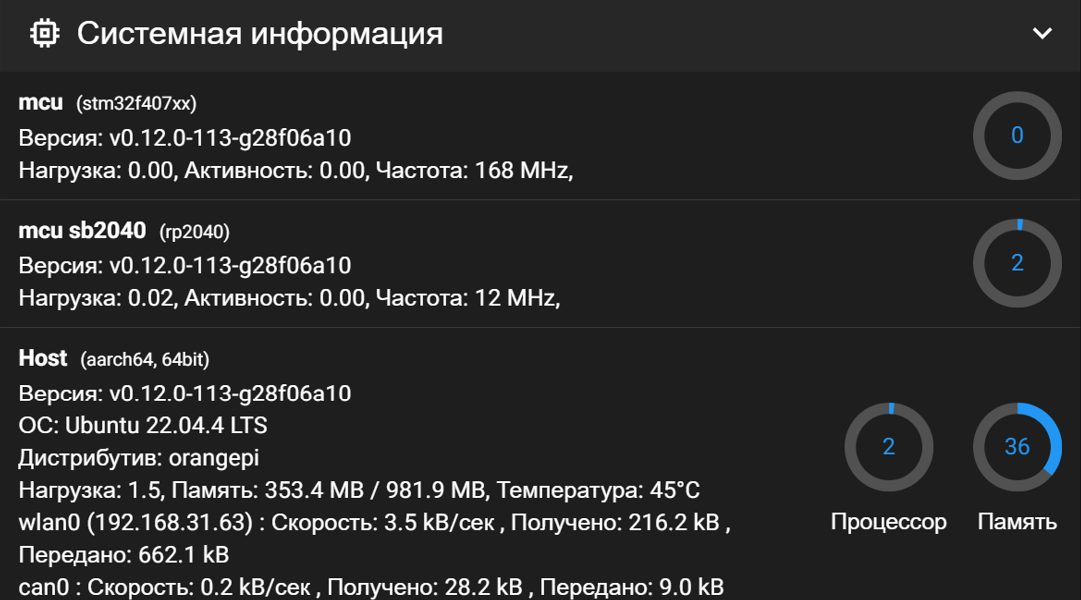 Системная информация
mcu (stm32f407xx)
Версия: v0.12.0-113-g28f06a10
Нагрузка: 0.00, Активность: 0.00, Частота: 168 MHz,
0
mcu sb2040 (rp2040)
Версия: v0.12.0-113-g28f06a10
Нагрузка: 0.02, Активность: 0.00, Частота: 12 MHz,
2
Host (aarch64, 64bit)
Версия: v0.12.0-113-g28f06a10
ОС: Ubuntu 22.04.4 LTS
Дистрибутив: orangepi
Нагрузка: 1.5, Память: 353.4 MB / 981.9 MB, Температура: 45°C
wlan0 (192.168.31.63) : Скорость: 3.5 kB/сек , Получено: 216.2 kB ,
Передано: 662.1 kB
can0 : Скорость: 0.2 kB/сек , Получено: 28.2 kB , Передано: 9.0 kB
2
Процессор
36
Память